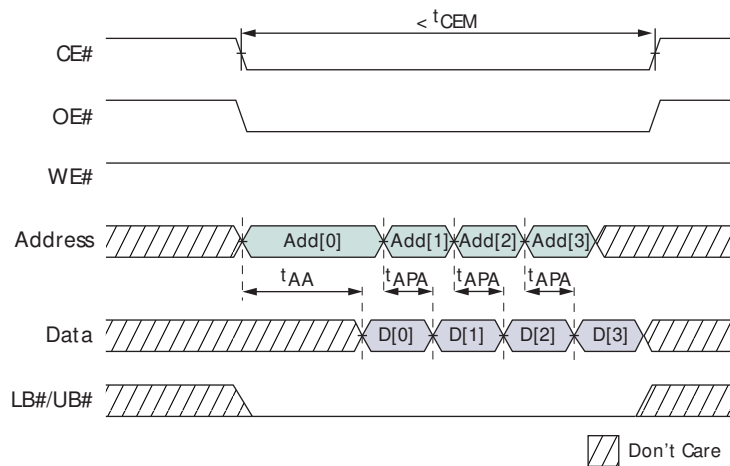 < tCEM
CE#
OE#
WE#
Address Add[0] Add[1] Add[2] Add[3]
tAA tAPA tAPA tAPA
Data D[0] D[1] D[2] D[3]
LB#/UB#
Don't Care